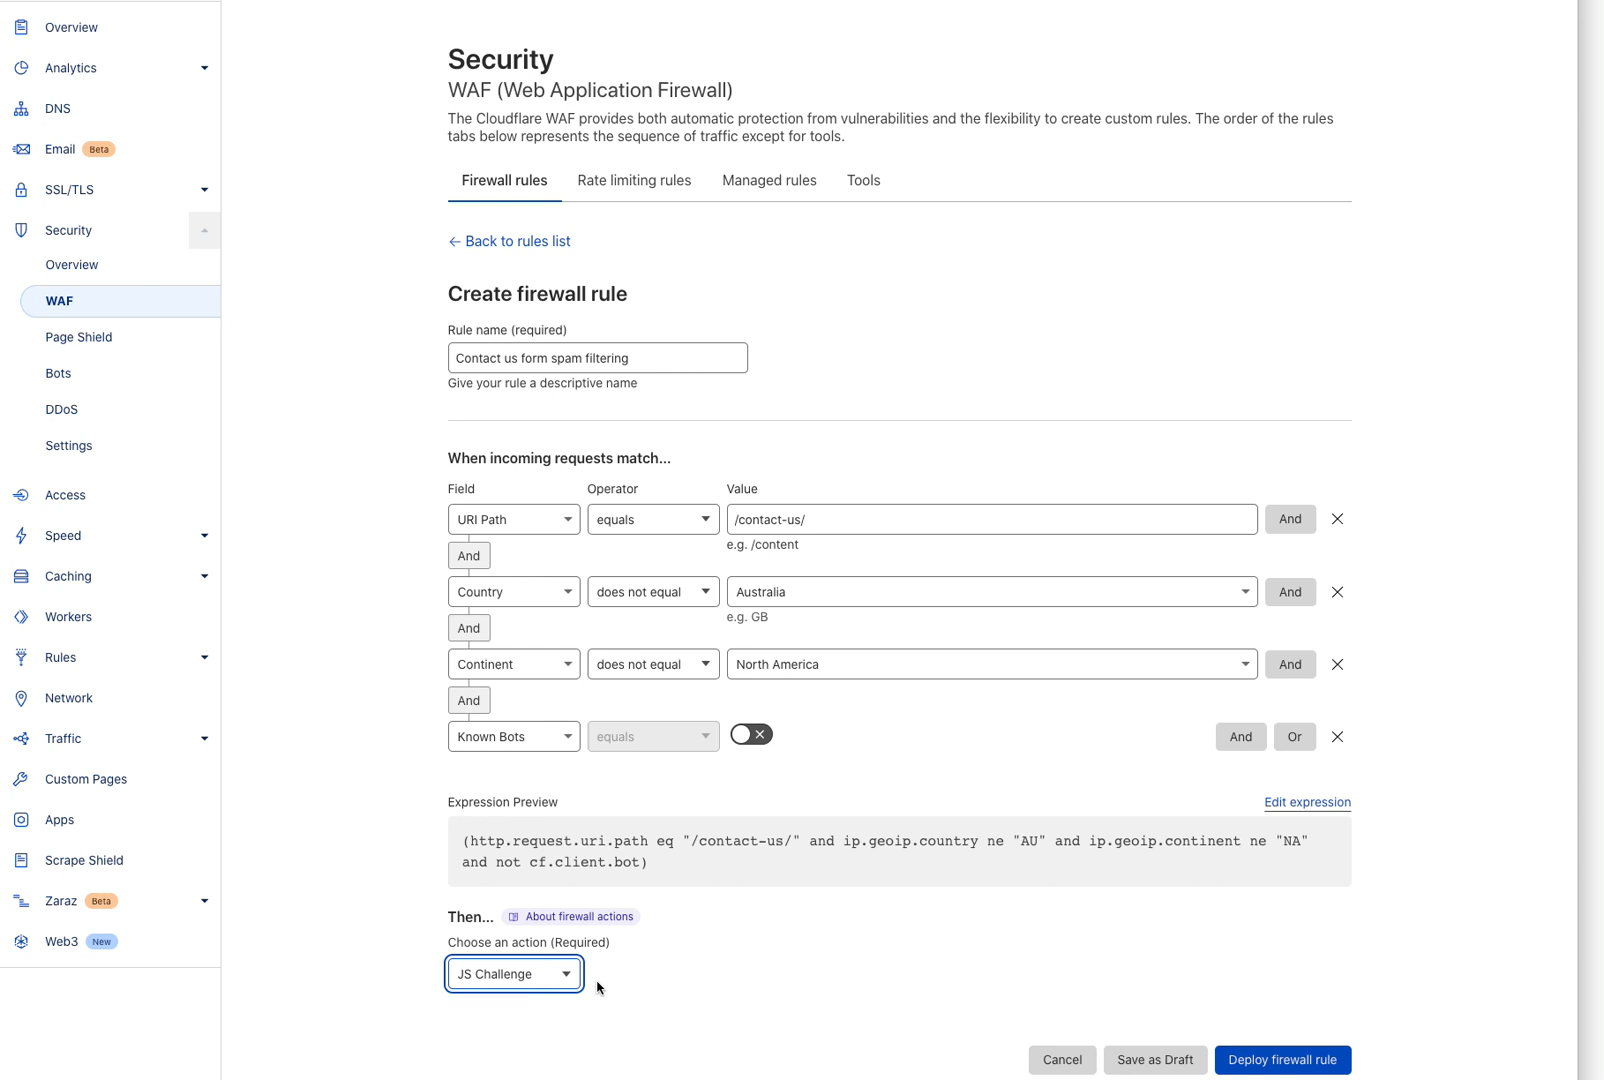 Overview
Analytics
DNS
Email Beta
SSL/TLS
Security
Overview
WAF
Page Shield
Bots
DDoS
Settings
Access
Speed
Caching
Workers
Rules
Network
Traffic
Custom Pages
Apps
Scrape Shield
Zaraz Beta
Web3 New
Security
WAF (Web Application Firewall)
The Cloudflare WAF provides both automatic protection from vulnerabilities and the flexibility to create custom rules. The order of the rules
tabs below represents the sequence of traffic except for tools.
Firewall rules Rate limiting rules Managed rules Tools
← Back to rules list
Create firewall rule
Rule name (required)
Contact us form spam filtering
Give your rule a descriptive name
When incoming requests match...
Field Operator Value
URI Path equals /contact-us/ And
e.g. /content
And
Country does not equal Australia And
e.g. GB
And
Continent does not equal North America And
And
Known Bots equals And Or
Expression Preview Edit expression
(http.request.uri.path eq "/contact-us/" and ip.geoip.country ne "AU" and ip.geoip.continent ne "NA"
and not cf.client.bot)
Then... About firewall actions
Choose an action (Required)
JS Challenge
Cancel Save as Draft Deploy firewall rule